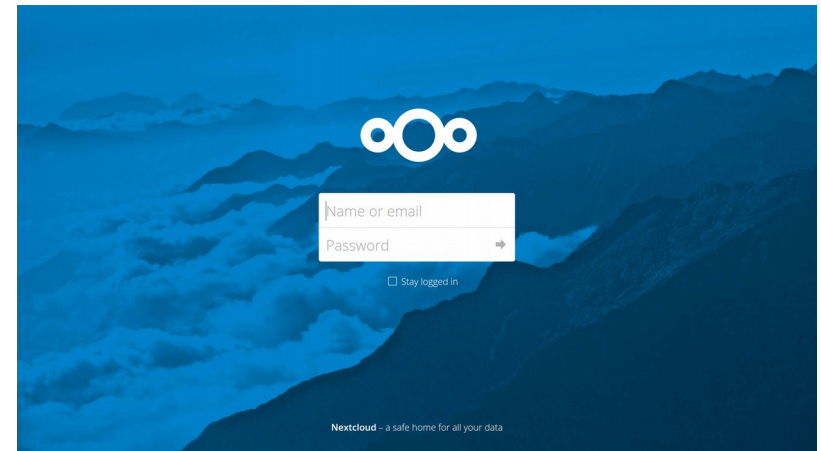 Name or email
Password
Stay logged in
Nextcloud – a safe home for all your data